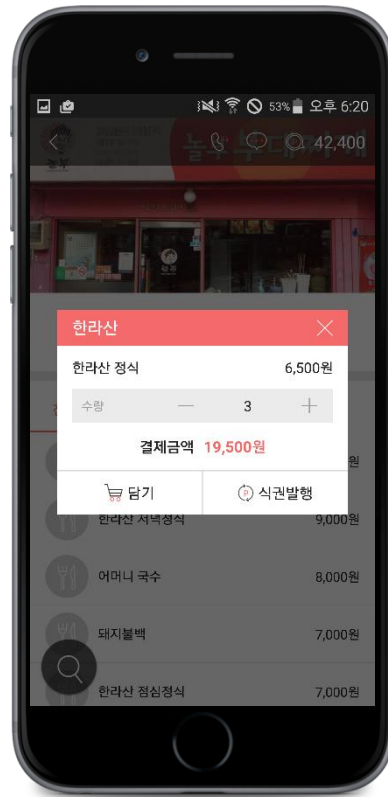 53% 오후 6:20
42,400
한라산
한라산 정식 6,500원
수량 3
결제금액 19,500원
담기 식권발행
한라산 저녁정식 9,000원
어머니 국수 8,000원
돼지불백 7,000원
한라산 점심정식 7,000원